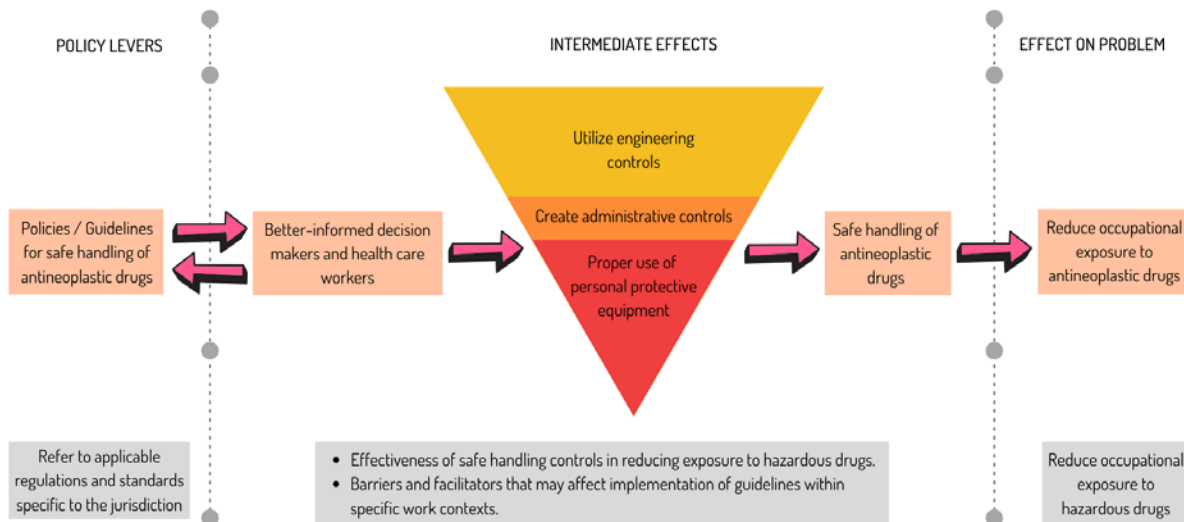 POLICY LEVERS
INTERMEDIATE EFFECTS
EFFECT ON PROBLEM
Policies / Guidelines
for safe handling of
antineoplastic drugs
Better-informed decision
makers and health care
workers
Utilize engineering
controls
Create administrative controls
Proper use of
personal protective
equipment
Safe handling of
antineoplastic
drugs
Reduce occupational
exposure to
antineoplastic drugs
Refer to applicable
regulations and standards
specific to the jurisdiction
• Effectiveness of safe handling controls in reducing exposure to hazardous drugs.
• Barriers and facilitators that may affect implementation of guidelines within
specific work contexts.
Reduce occupational
exposure to
hazardous drugs